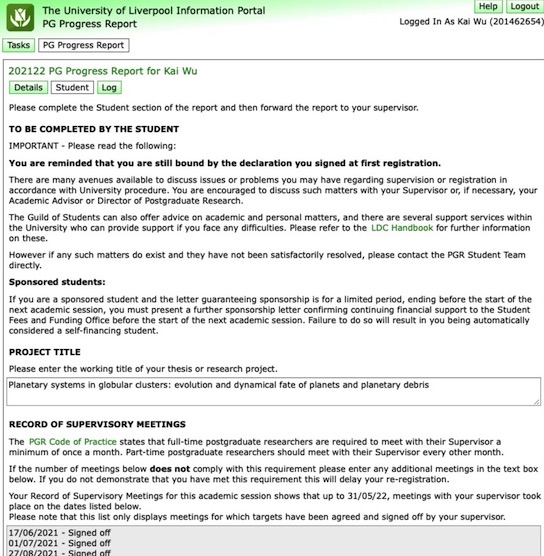 The University of Liverpool Information Portal
PG Progress Report
Help Logout
Logged In As Kai Wu (201462654)
Tasks PG Progress Report
202122 PG Progress Report for Kai Wu
Details Student Log
Please complete the Student section of the report and then forward the report to your supervisor.
TO BE COMPLETED BY THE STUDENT
IMPORTANT - Please read the following:
You are reminded that you are still bound by the declaration you signed at first registration.
There are many avenues available to discuss issues or problems you may have regarding supervision or registration in
accordance with University procedure. You are encouraged to discuss such matters with your Supervisor or, if necessary, your
Academic Advisor or Director of Postgraduate Research.
The Guild of Students can also offer advice on academic and personal matters, and there are several support services within
the University who can provide support if you face any difficulties. Please refer to the LDC Handbook for further information
on these.
However if any such matters do exist and they have not been satisfactorily resolved, please contact the PGR Student Team
directly.
Sponsored students:
If you are a sponsored student and the letter guaranteeing sponsorship is for a limited period, ending before the start of the
next academic session, you must present a further sponsorship letter confirming continuing financial support to the Student
Fees and Funding Office before the start of the next academic session. Failure to do so will result in you being automatically
considered a self-financing student.
PROJECT TITLE
Please enter the working title of your thesis or research project.
Planetary systems in globular clusters: evolution and dynamical fate of planets and planetary debris
RECORD OF SUPERVISORY MEETINGS
The PGR Code of Practice states that full-time postgraduate researchers are required to meet with their Supervisor a
minimum of once a month. Part-time postgraduate researchers should meet with their Supervisor every other month.
If the number of meetings below does not comply with this requirement please enter any additional meetings in the text box
below. If you do not demonstrate that you have met this requirement this will delay your re-registration.
Your Record of Supervisory Meetings for this academic session shows that up to 31/05/22, meetings with your supervisor took
place on the dates listed below.
Please note that this list only displays meetings for which targets have been agreed and signed off by your supervisor.
17/06/2021 - Signed off
01/07/2021 - Signed off
27/08/2021 - Signed off